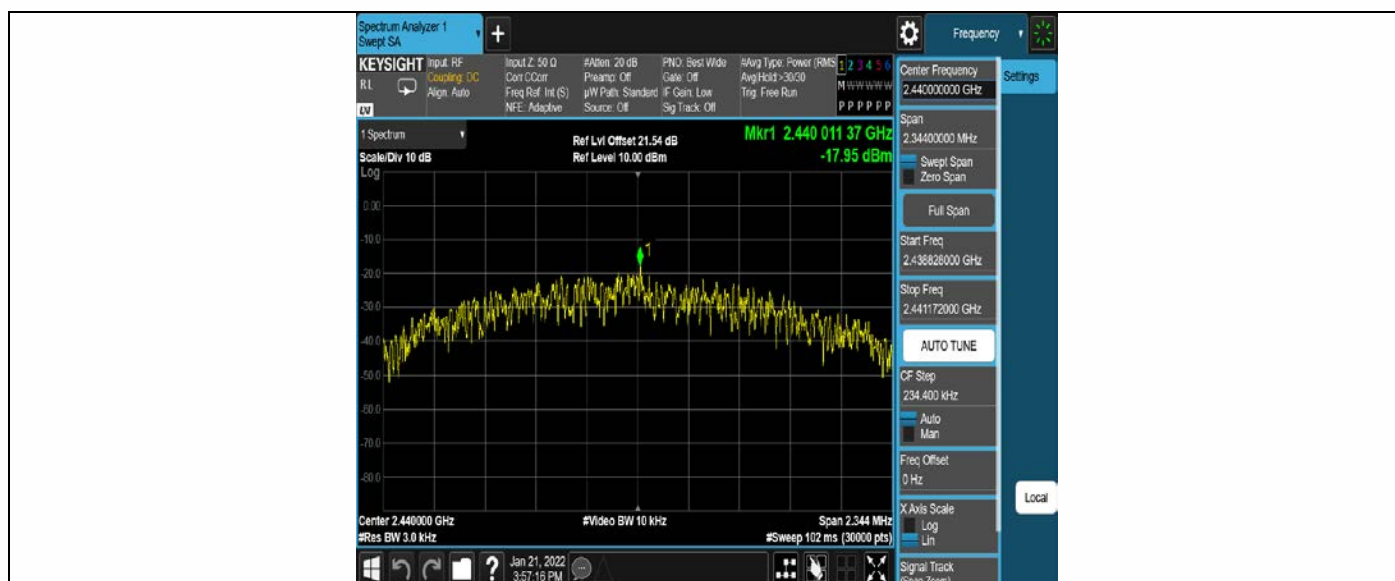 Spectrum Analyzer 1
Swept SA
+
Frequency
KEYSIGHT
RL
LV
Input: RF
Coupling: DC
Align: Auto
Input Z: 50 Ω
Corr CCorr
Freq Ref: Int (S)
NFE: Adaptive
#Atten: 20 dB
Preamp: Off
µW Path: Standard
Source: Off
PNO: Best Wide
Gate: Off
IF Gain: Low
Sig Track: Off
#Avg Type: Power (RMS
Avg|Hold:>30/30
Trig: Free Run
1 2 3 4 5 6
M W W W W W
P P P P P P
1 Spectrum
Scale/Div 10 dB
Log
Ref Lvl Offset 21.54 dB
Ref Level 10.00 dBm
Mkr1 2.440 011 37 GHz
-17.95 dBm
1
0.00
-10.0
-20.0
-30.0
-40.0
-50.0
-60.0
-70.0
-80.0
Center 2.440000 GHz
#Res BW 3.0 kHz
#Video BW 10 kHz
Span 2.344 MHz
#Sweep 102 ms (30000 pts)
?
Jan 21, 2022
3:57:16 PM
Center Frequency
2.440000000 GHz
Span
2.34400000 MHz
Swept Span
Zero Span
Full Span
Start Freq
2.438828000 GHz
Stop Freq
2.441172000 GHz
AUTO TUNE
CF Step
234.400 kHz
Auto
Man
Freq Offset
0 Hz
X Axis Scale
Log
Lin
Signal Track
(Span Zoom)
Settings
Local